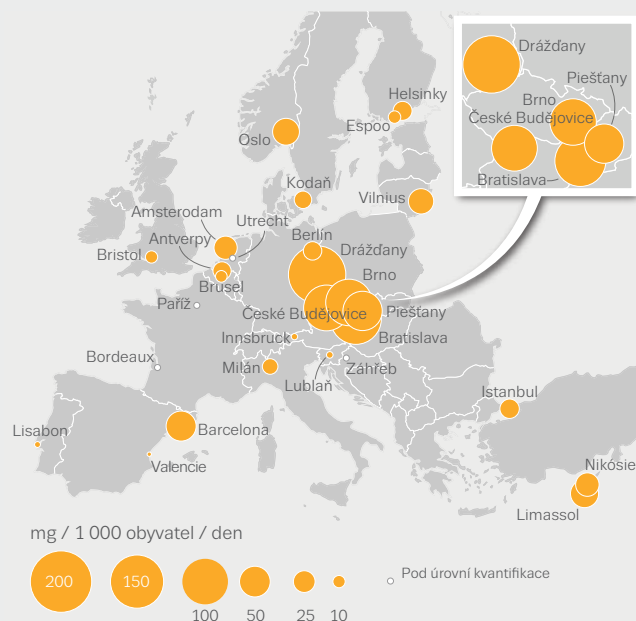 Drážďany
Piešťany
Brno
České Budějovice
Bratislava
Helsinky
Espoo
Oslo
Kodaň
Vilnius
Amsterdam
Utrecht
Antverpy
Berlín
Drážďany
Bristol
Brusel
Brno
Paříž
České Budějovice
Piešťany
Innsbruck
Bratislava
Bordeaux
Milán
Záhřeb
Lublaň
Istanbul
Lisabon
Barcelona
Valencie
Nikósie
Limassol
mg / 1 000 obyvatel / den
200
150
100
50
25
10
Pod úrovní kvantifikace